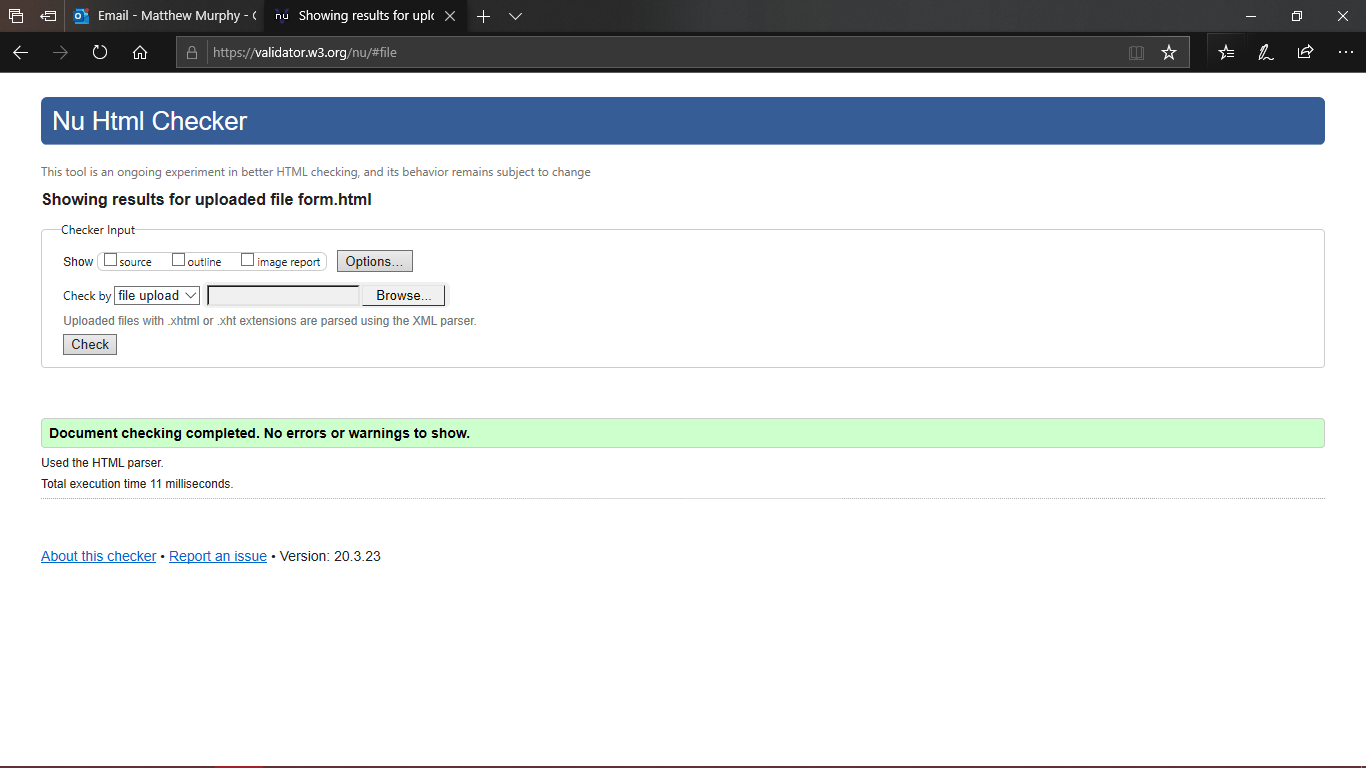 Email - Matthew Murphy - C
nu Showing results for uplo
https://validator.w3.org/nu/#file
Nu Html Checker
This tool is an ongoing experiment in better HTML checking, and its behavior remains subject to change
Showing results for uploaded file form.html
Checker Input
Show source outline image report Options...
Check by file upload Browse...
Uploaded files with .xhtml or .xht extensions are parsed using the XML parser.
Check
Document checking completed. No errors or warnings to show.
Used the HTML parser.
Total execution time 11 milliseconds.
About this checker • Report an issue • Version: 20.3.23